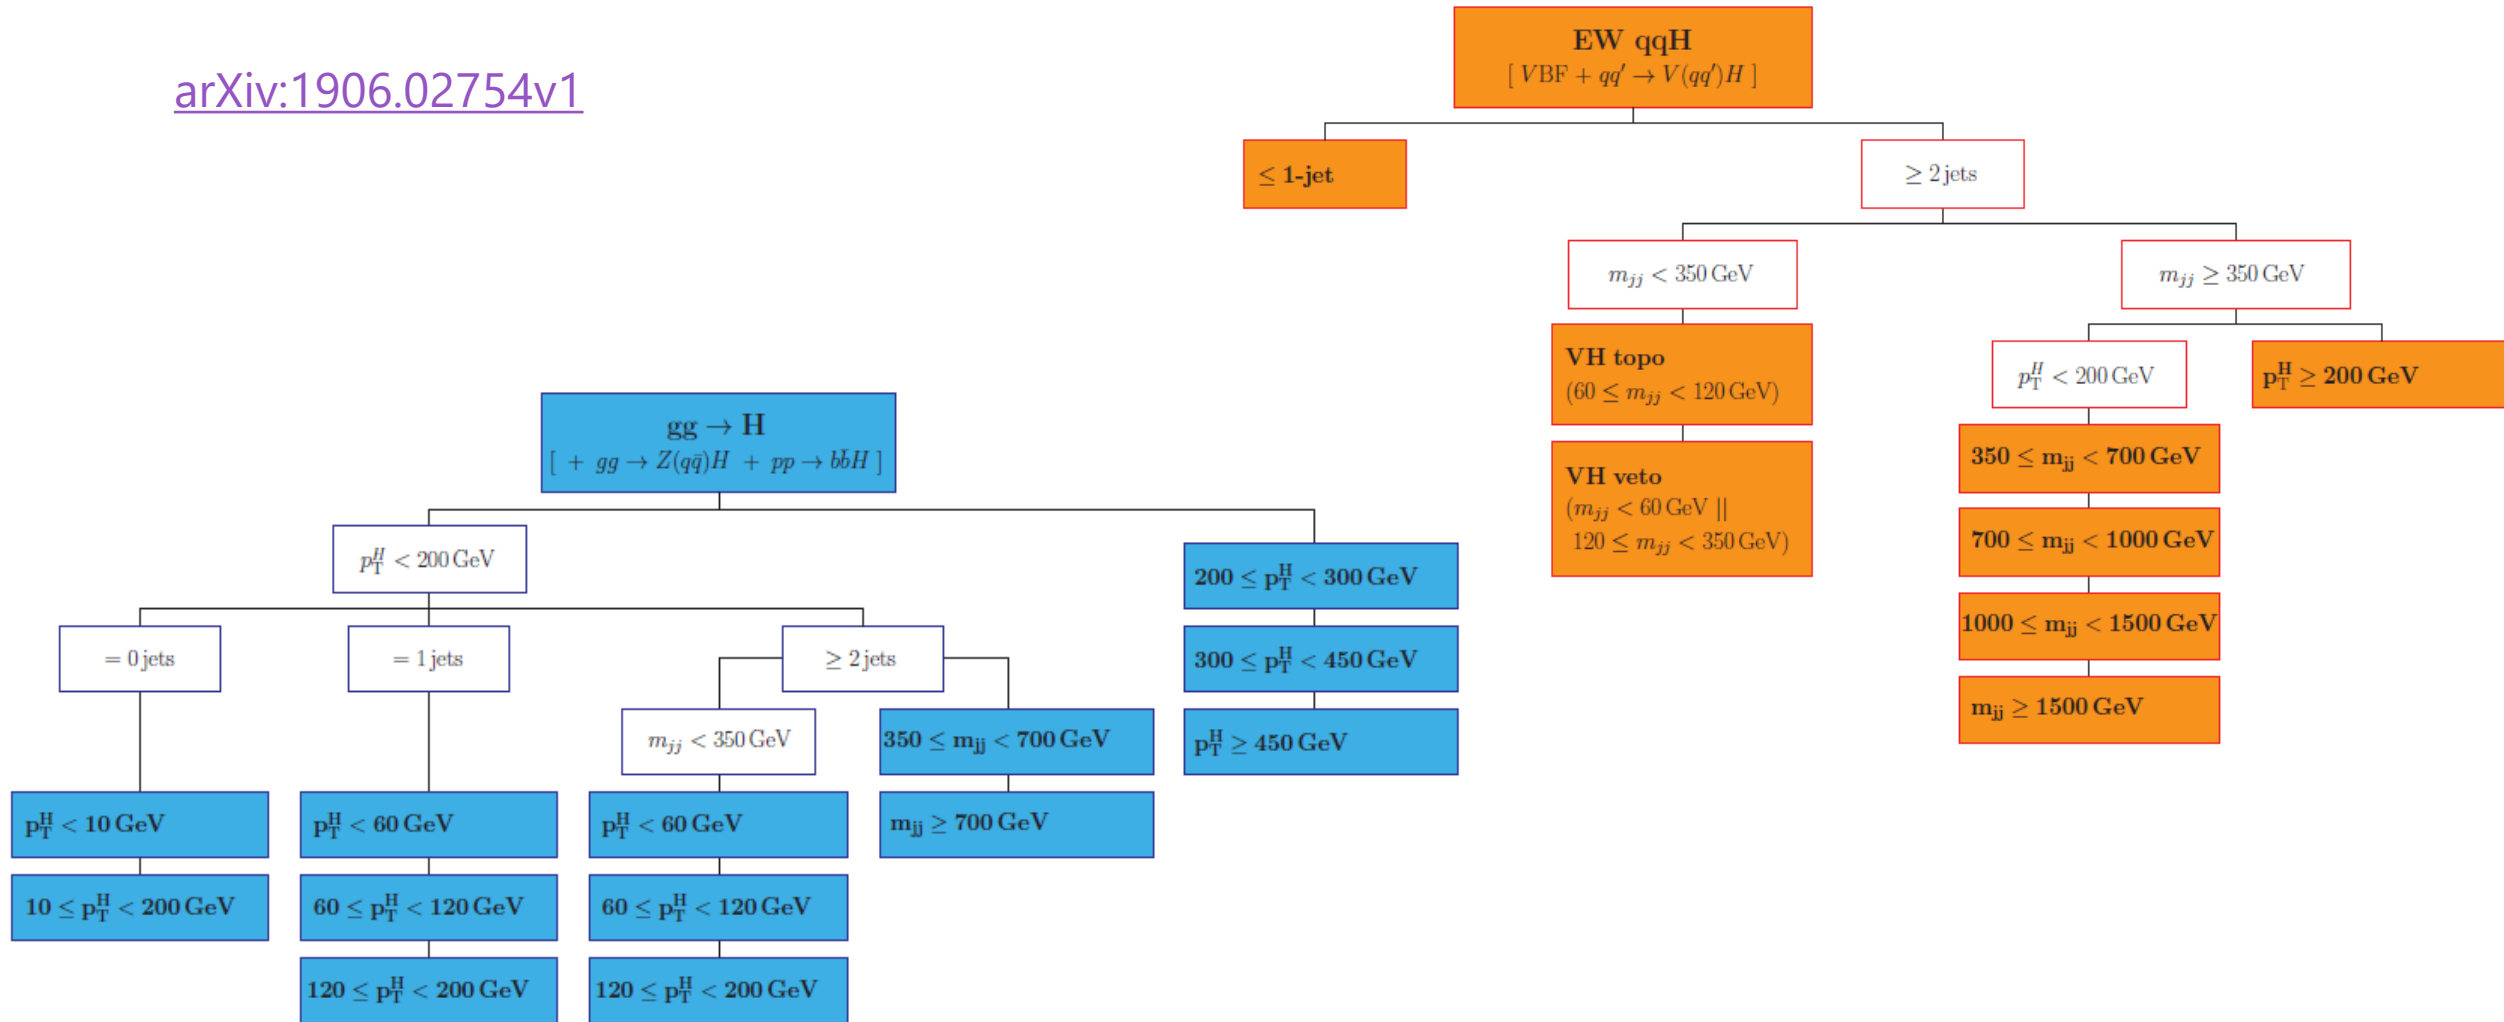 arXiv:1906.02754v1
EW qqH
[ VBF + qq′ → V(qq′)H ]
≤ 1-jet
≥ 2 jets
m_jj < 350 GeV
m_jj ≥ 350 GeV
VH topo
(60 ≤ m_jj < 120 GeV)
VH veto
(m_jj < 60 GeV ||
120 ≤ m_jj < 350 GeV)
p_T^H < 200 GeV
p_T^H ≥ 200 GeV
350 ≤ m_jj < 700 GeV
700 ≤ m_jj < 1000 GeV
1000 ≤ m_jj < 1500 GeV
m_jj ≥ 1500 GeV
gg → H
[ + gg → Z(qq̄)H + pp → bb̄H ]
p_T^H < 200 GeV
= 0 jets
= 1 jets
≥ 2 jets
m_jj < 350 GeV
350 ≤ m_jj < 700 GeV
m_jj ≥ 700 GeV
200 ≤ p_T^H < 300 GeV
300 ≤ p_T^H < 450 GeV
p_T^H ≥ 450 GeV
p_T^H < 10 GeV
10 ≤ p_T^H < 200 GeV
p_T^H < 60 GeV
60 ≤ p_T^H < 120 GeV
120 ≤ p_T^H < 200 GeV
p_T^H < 60 GeV
60 ≤ p_T^H < 120 GeV
120 ≤ p_T^H < 200 GeV